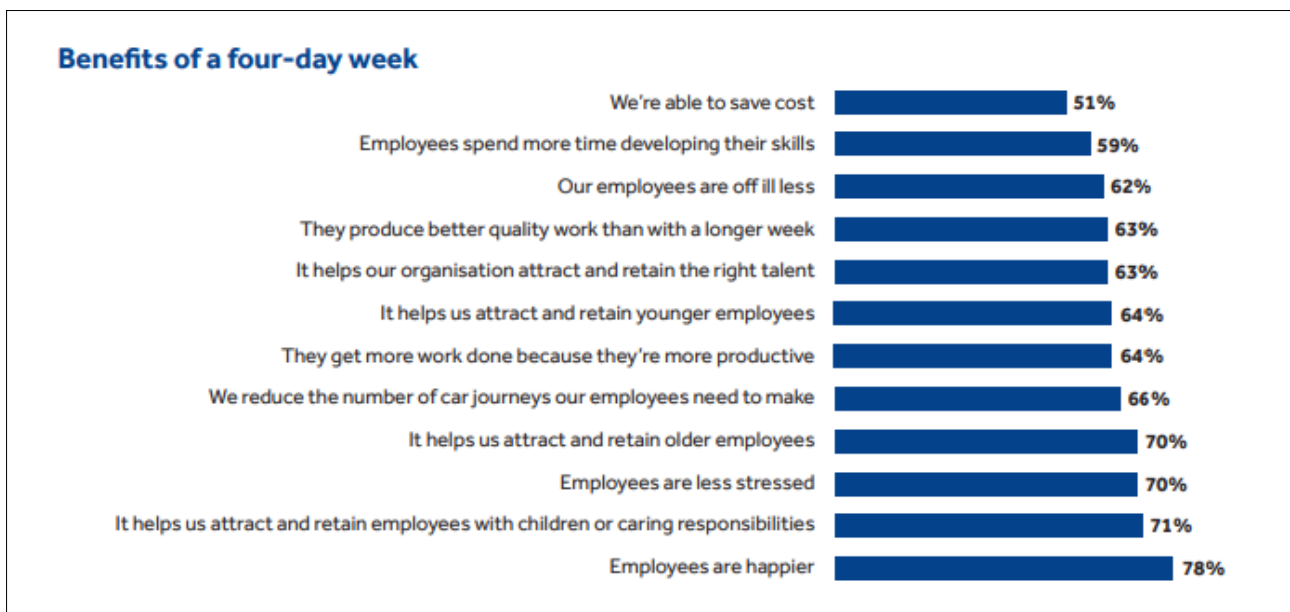 Benefits of a four-day week
We're able to save cost 51%
Employees spend more time developing their skills 59%
Our employees are off ill less 62%
They produce better quality work than with a longer week 63%
It helps our organisation attract and retain the right talent 63%
It helps us attract and retain younger employees 64%
They get more work done because they're more productive 64%
We reduce the number of car journeys our employees need to make 66%
It helps us attract and retain older employees 70%
Employees are less stressed 70%
It helps us attract and retain employees with children or caring responsibilities 71%
Employees are happier 78%